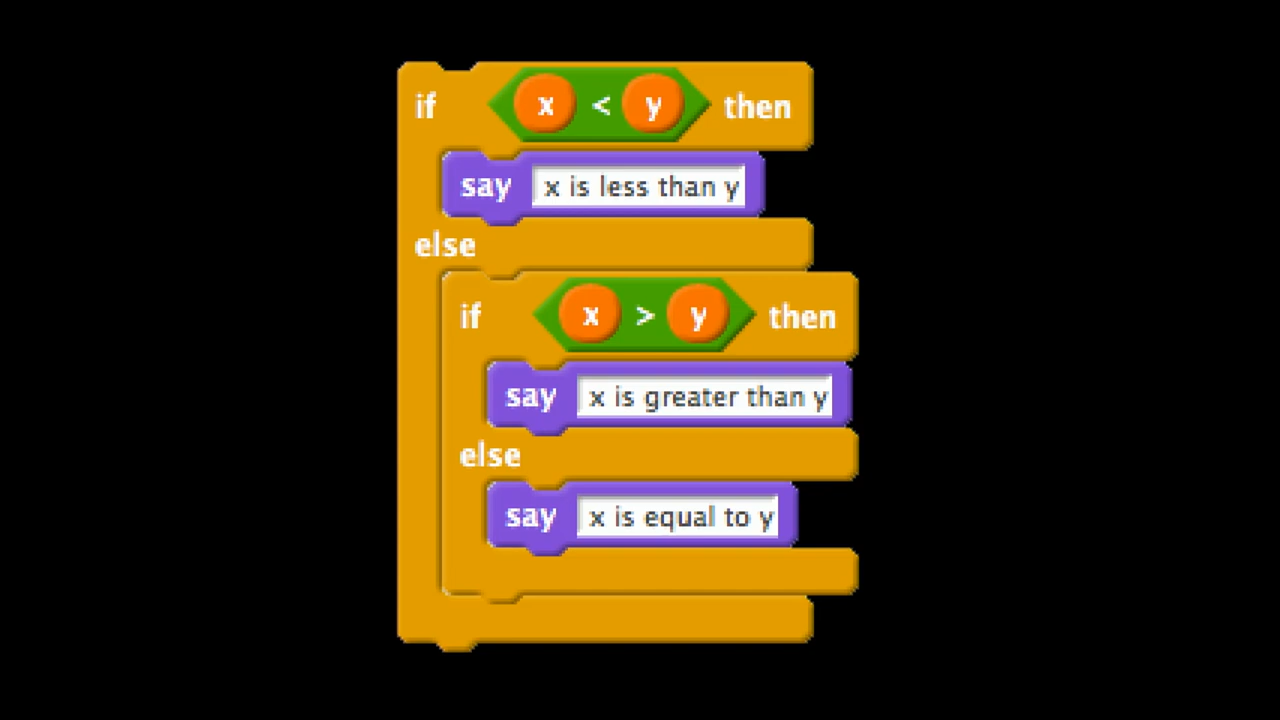 if x < y then
say x is less than y
else
if x > y then
say x is greater than y
else
say x is equal to y